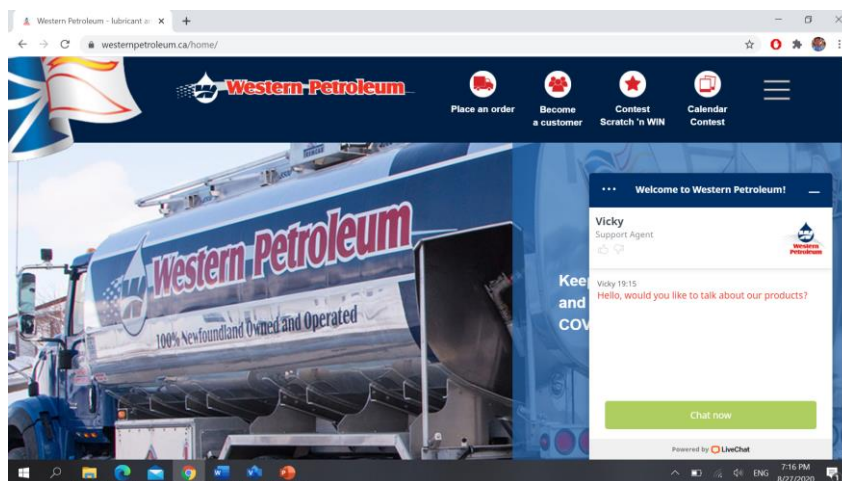 Western Petroleum - lubricant a
westernpetroleum.ca/home/
Western Petroleum
Place an order
Become
a customer
Contest
Scratch 'n WIN
Calendar
Contest
Western Petroleum
100% Newfoundland Owned and Operated
Kee
and
COV
Welcome to Western Petroleum!
Vicky
Support Agent
Western
Petroleum
Vicky 19:15
Hello, would you like to talk about our products?
Chat now
Powered by LiveChat
ENG
7:16 PM
8/27/2020